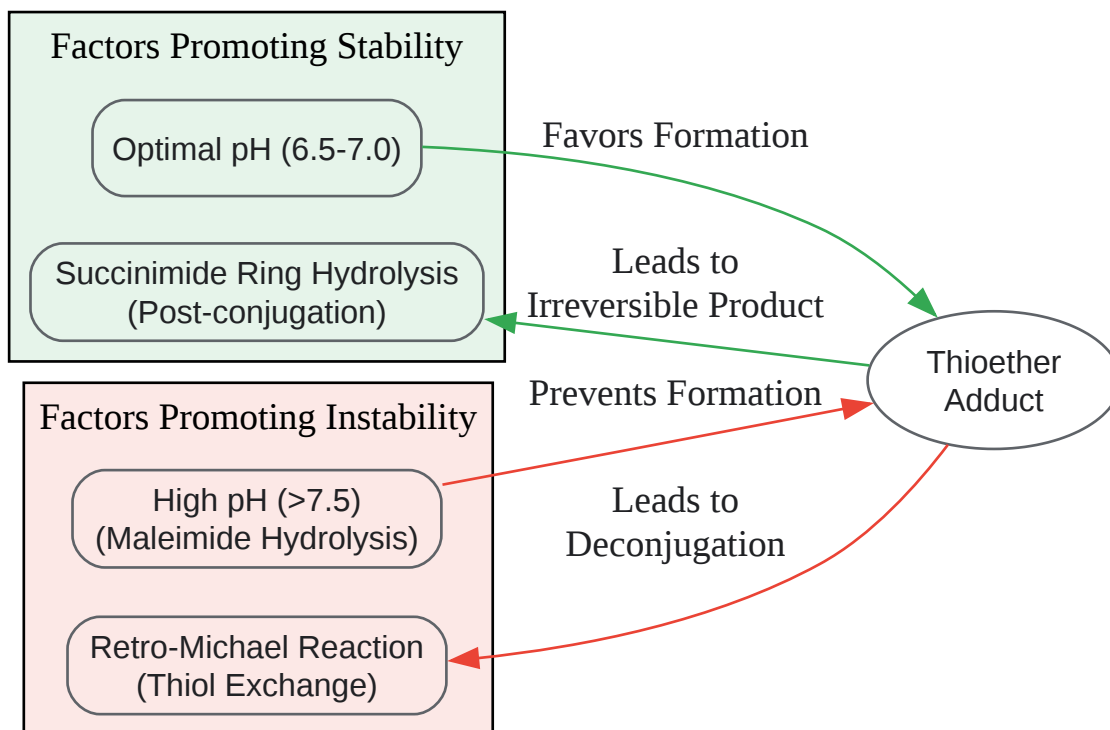 Factors Promoting Stability
Optimal pH (6.5-7.0)
Succinimide Ring Hydrolysis
(Post-conjugation)
Favors Formation
Leads to
Irreversible Product
Thioether
Adduct
Factors Promoting Instability
High pH (>7.5)
(Maleimide Hydrolysis)
Retro-Michael Reaction
(Thiol Exchange)
Prevents Formation
Leads to
Deconjugation